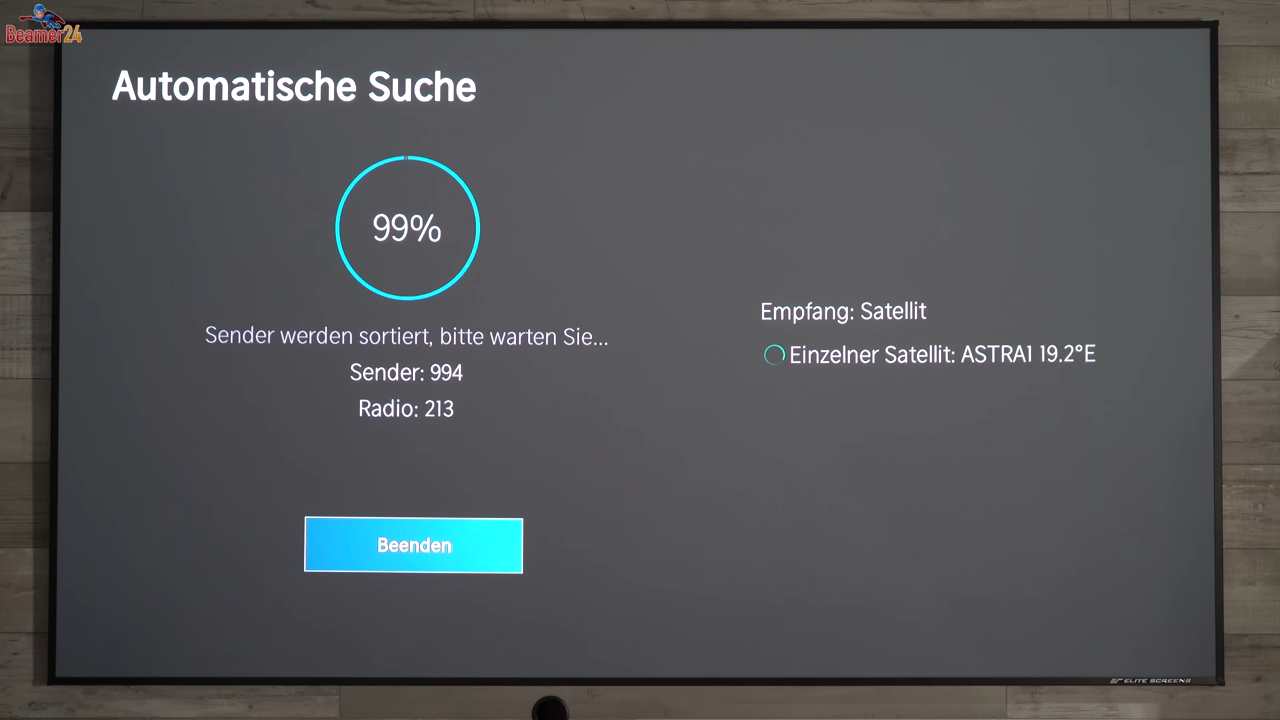 Beamer24
Automatische Suche
99%
Sender werden sortiert, bitte warten Sie...
Sender: 994
Radio: 213
Empfang: Satellit
Einzelner Satellit: ASTRA1 19.2°E
Beenden
ELITE SCREENS